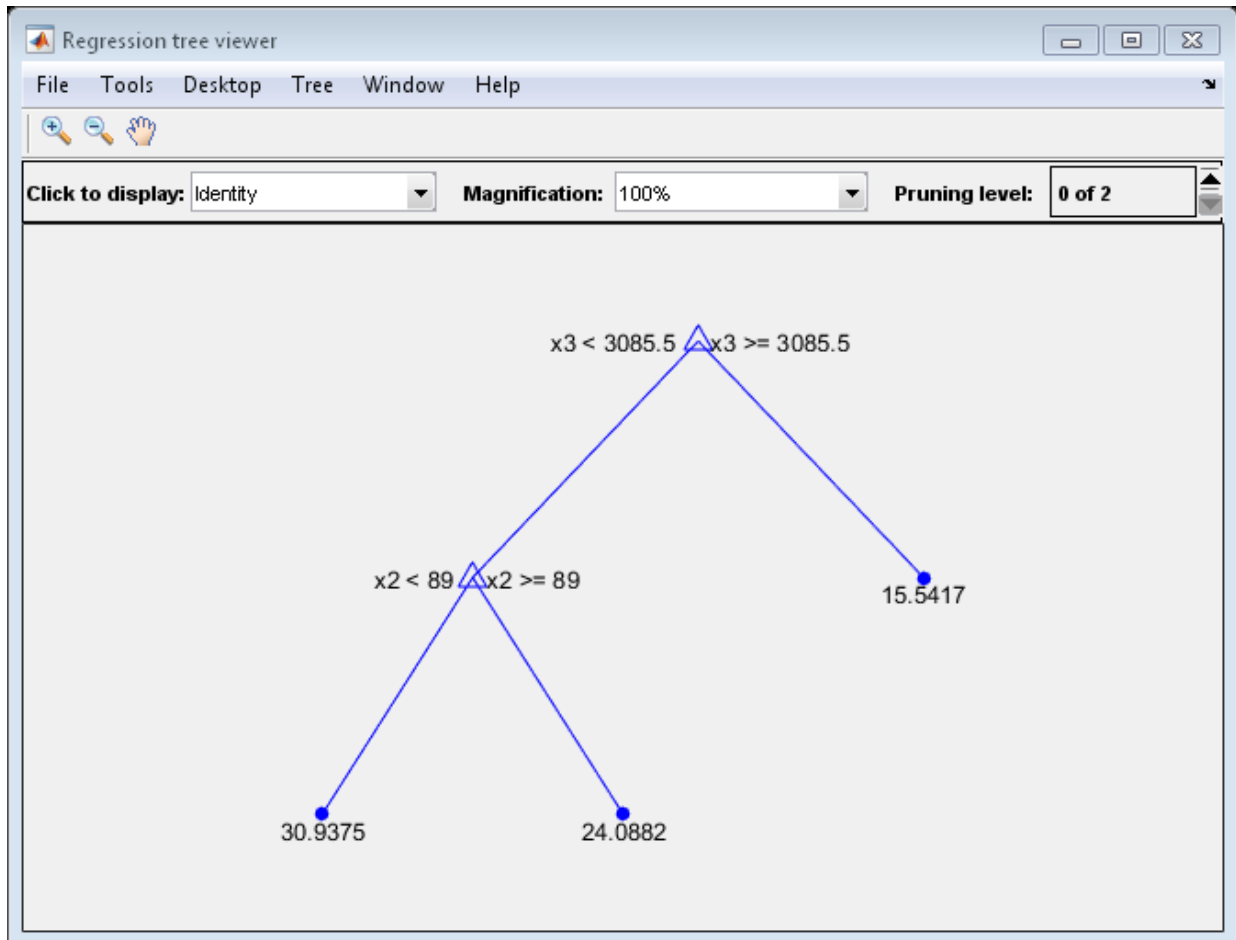 Regression tree viewer
File Tools Desktop Tree Window Help
Click to display: Identity Magnification: 100% Pruning level: 0 of 2
x3 < 3085.5 x3 >= 3085.5
x2 < 89 x2 >= 89
15.5417
30.9375 24.0882